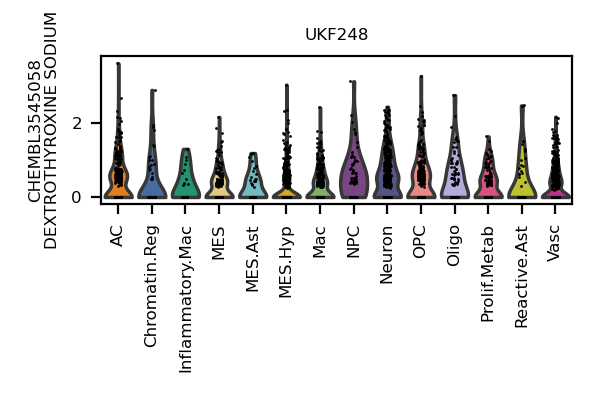 UKF248
CHEMBL3545058
DEXTROTHYROXINE SODIUM
2
0
AC
Chromatin.Reg
Inflammatory.Mac
MES
MES.Ast
MES.Hyp
Mac
NPC
Neuron
OPC
Oligo
Prolif.Metab
Reactive.Ast
Vasc